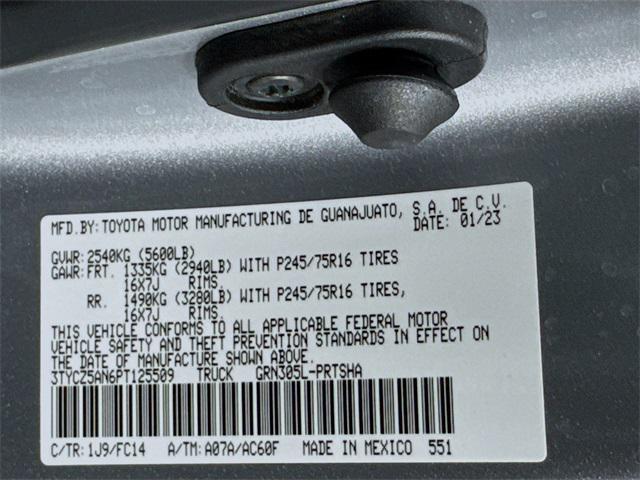 MFD.BY:TOYOTA MOTOR MANUFACTURING DE GUANAJUATO, S.A. DE C.V.
DATE: 01/23
GVWR:2540KG (5600LB)
GAWR:FRT. 1335KG (2940LB) WITH P245/75R16 TIRES
16X7J RIMS.
RR. 1490KG (3280LB) WITH P245/75R16 TIRES,
16X7J RIMS.
THIS VEHICLE CONFORMS TO ALL APPLICABLE FEDERAL MOTOR
VEHICLE SAFETY AND THEFT PREVENTION STANDARDS IN EFFECT ON
THE DATE OF MANUFACTURE SHOWN ABOVE.
3TYCZ5AN6PT125509 TRUCK GRN305L-PRTSHA
C/TR:1J9/FC14 A/TM:A07A/AC60F MADE IN MEXICO 551